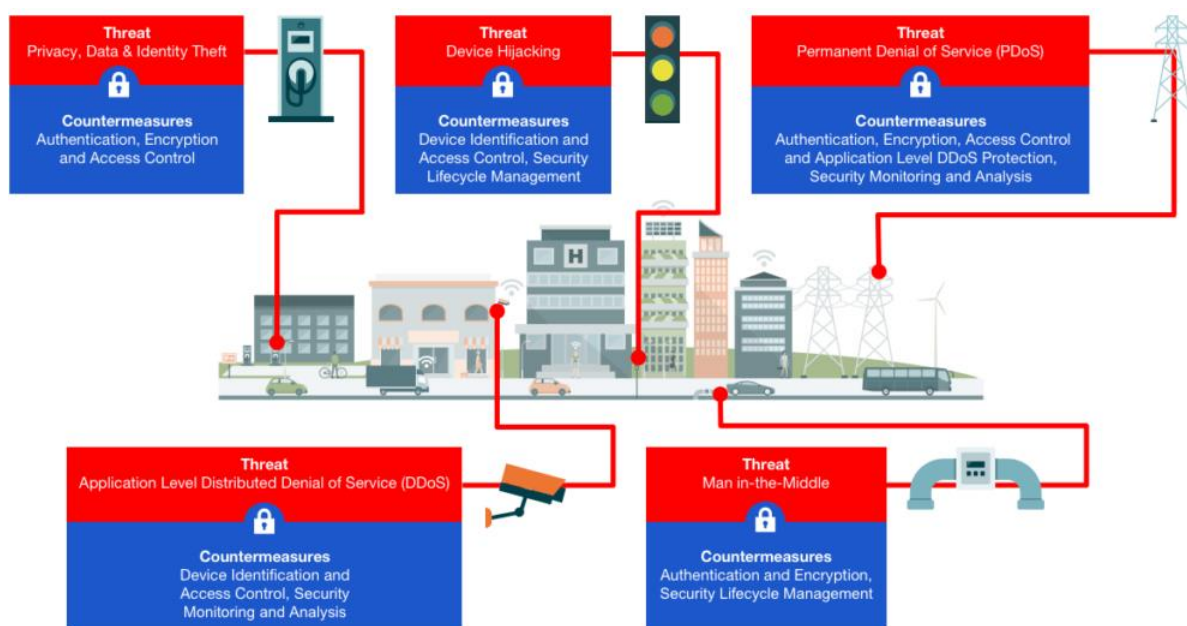 Threat
Privacy, Data & Identity Theft
Countermeasures
Authentication, Encryption
and Access Control
Threat
Device Hijacking
Countermeasures
Device Identification and
Access Control, Security
Lifecycle Management
Threat
Permanent Denial of Service (PDoS)
Countermeasures
Authentication, Encryption, Access Control
and Application Level DDoS Protection,
Security Monitoring and Analysis
H
Threat
Application Level Distributed Denial of Service (DDoS)
Countermeasures
Device Identification and
Access Control, Security
Monitoring and Analysis
Threat
Man in-the-Middle
Countermeasures
Authentication and Encryption,
Security Lifecycle Management